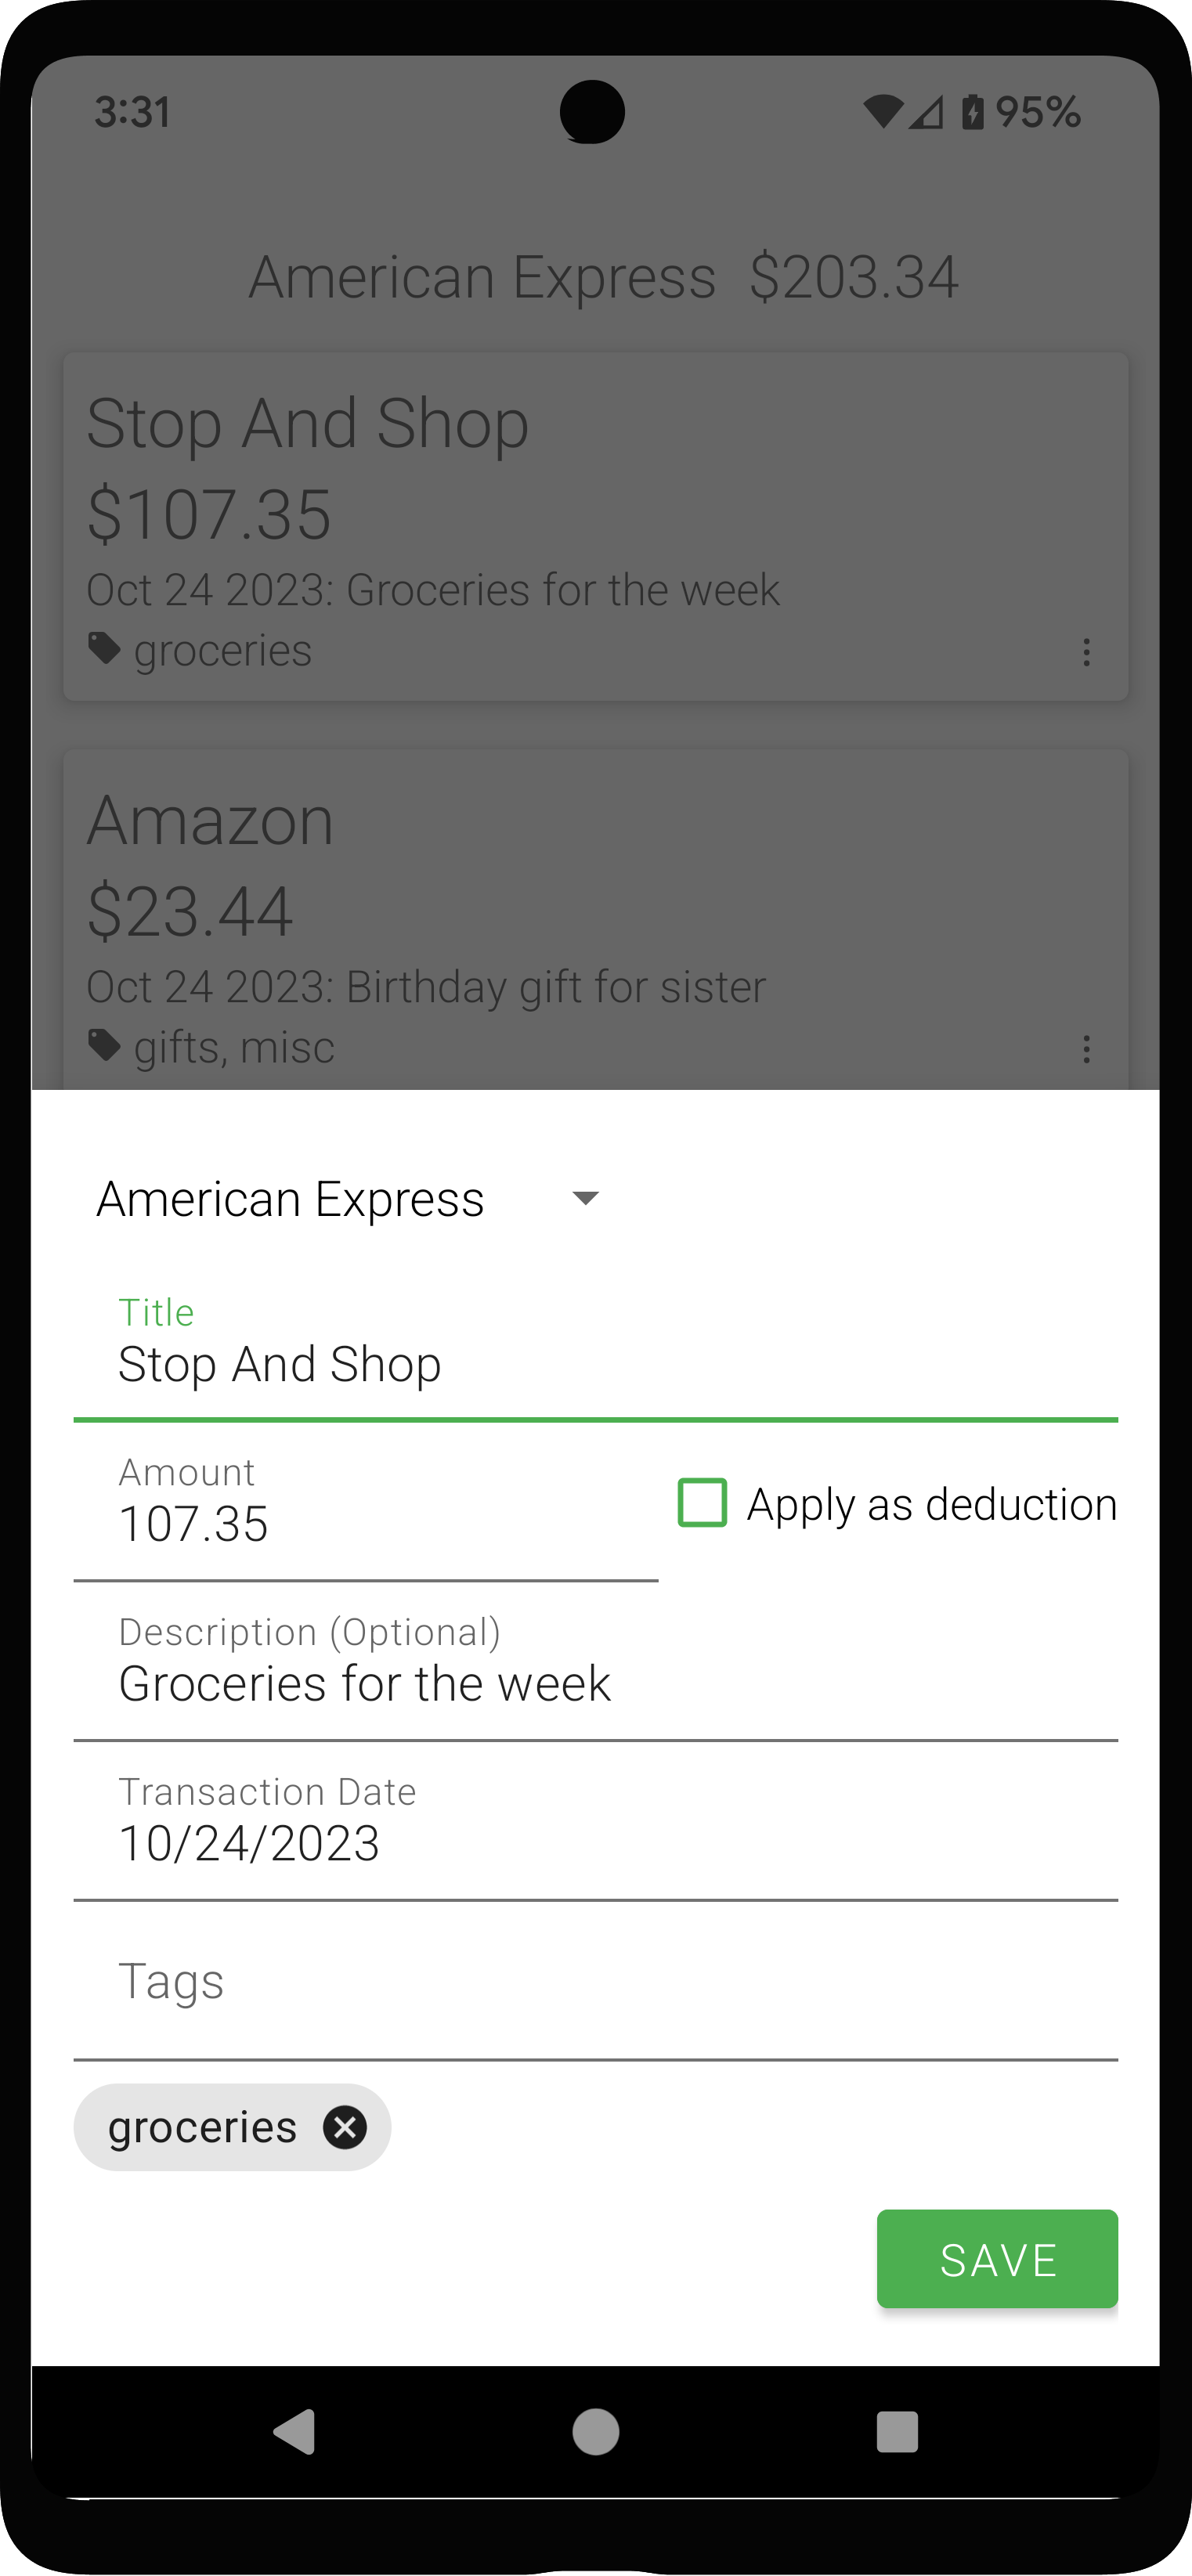 3:31 95%
American Express $203.34
Stop And Shop
$107.35
Oct 24 2023: Groceries for the week
groceries
Amazon
$23.44
Oct 24 2023: Birthday gift for sister
gifts, misc
American Express
Title
Stop And Shop
Amount
107.35
Apply as deduction
Description (Optional)
Groceries for the week
Transaction Date
10/24/2023
Tags
groceries
SAVE